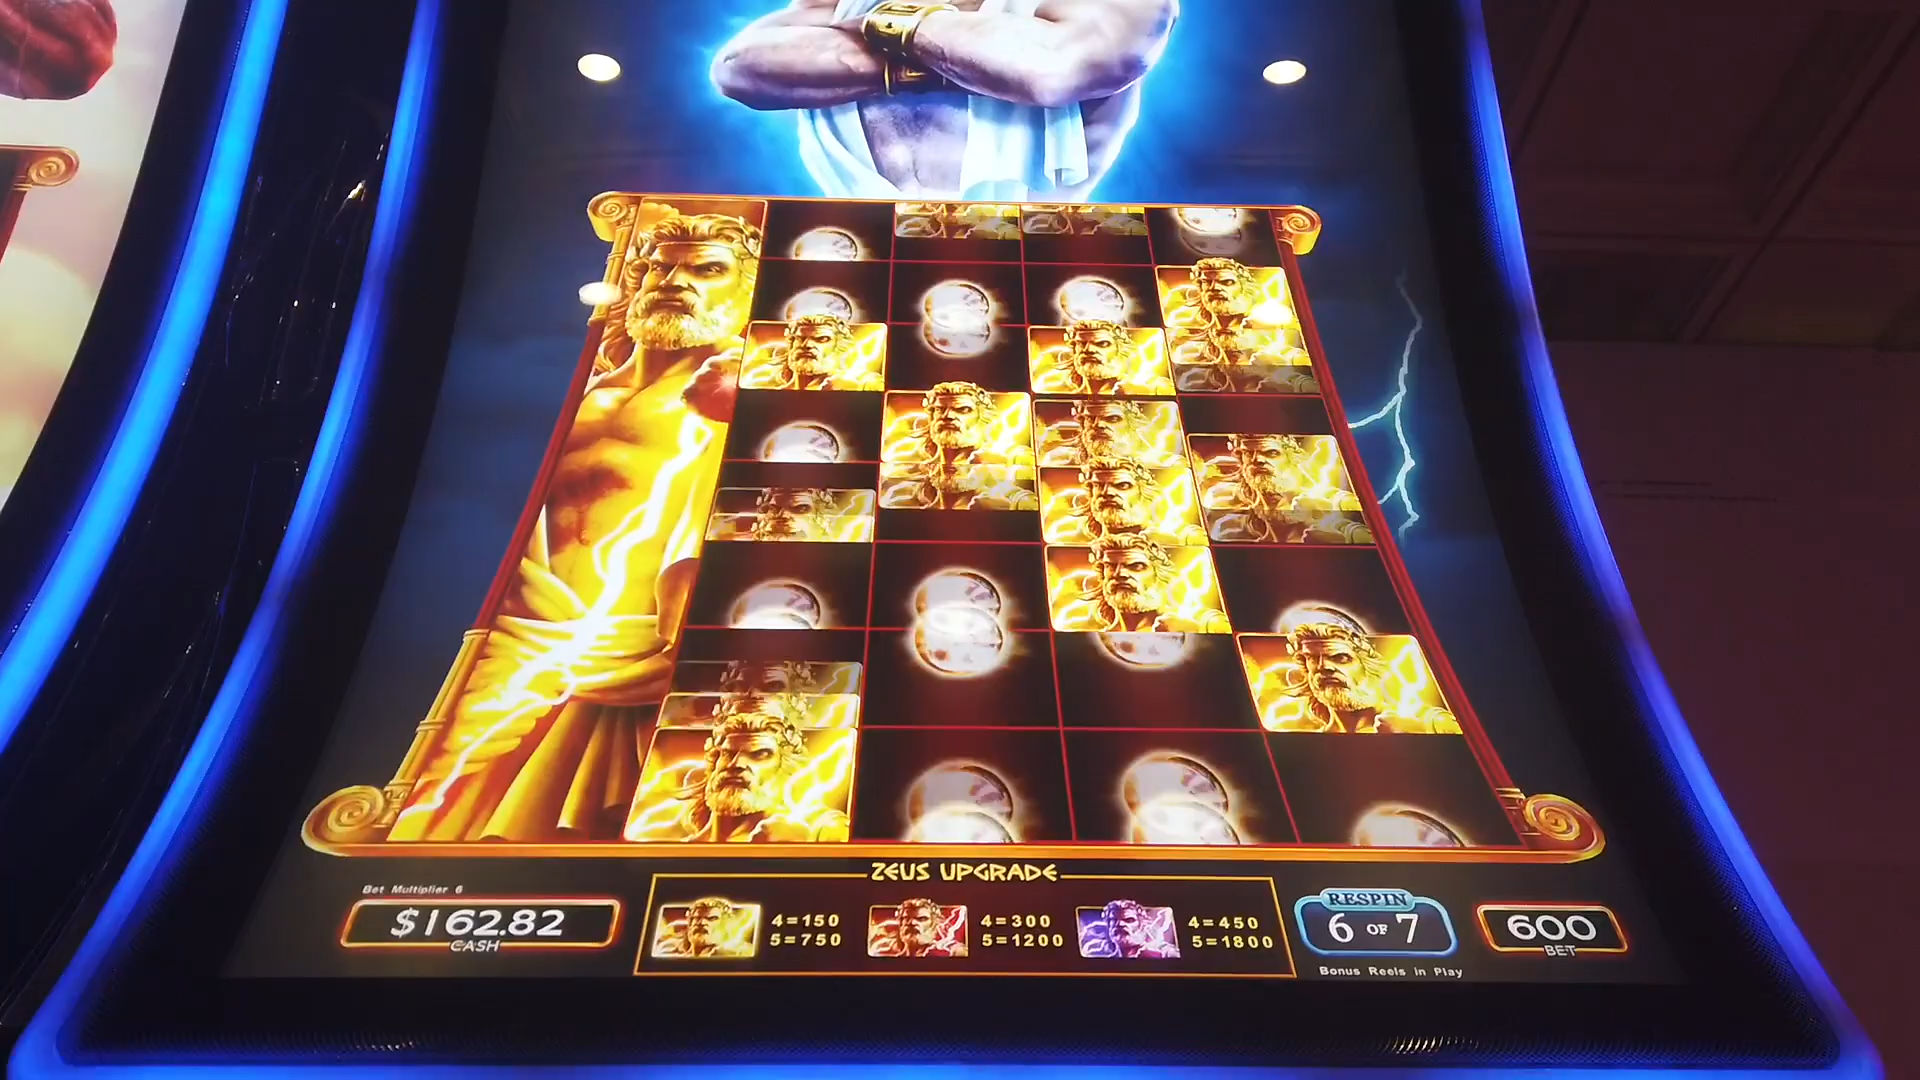 ZEUS UPGRADE
Bet Multiplier 6
$162.82
CASH
4=150
5=750
4=300
5=1200
4=450
5=1800
RESPIN
6 OF 7
Bonus Reels in Play
600
BET